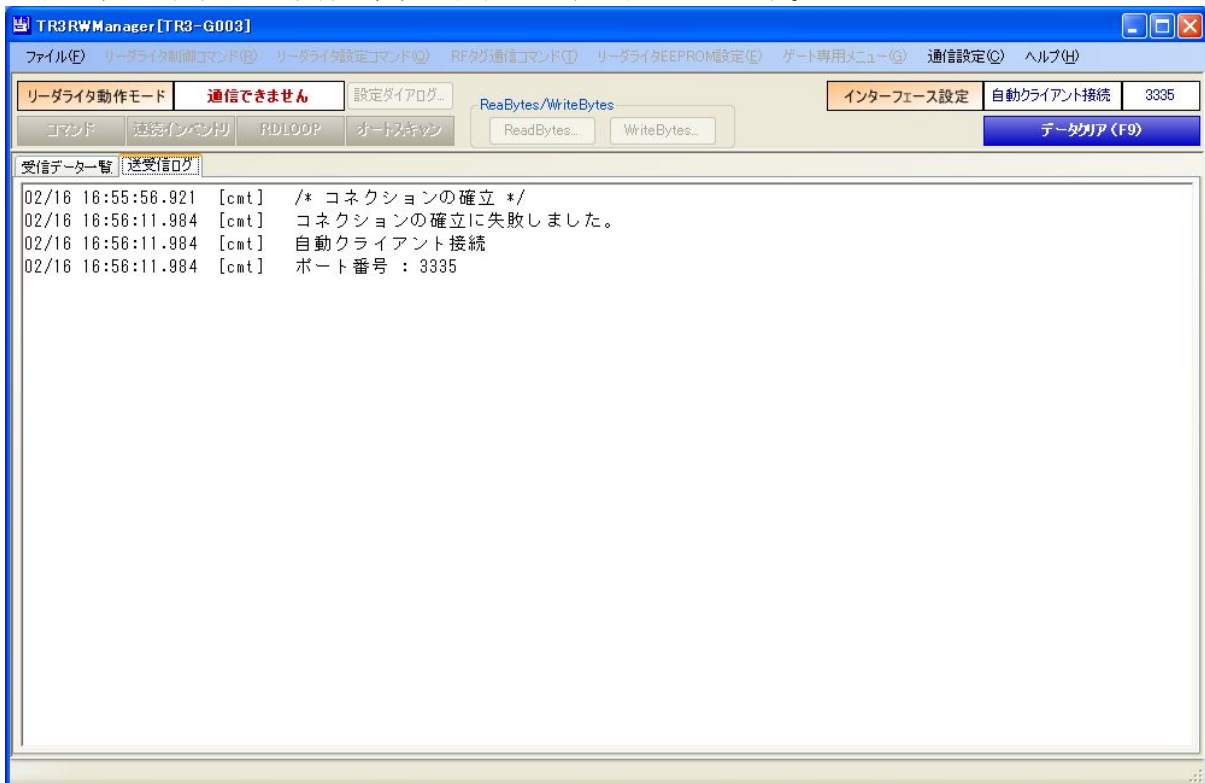 TR3RWManager[TR3-G003]
ファイル(F) リーダライタ制御コマンド(R) リーダライタ設定コマンド(Q) RFタグ通信コマンド(T) リーダライタEEPROM設定(E) ゲート専用メニュー(G) 通信設定(C) ヘルプ(H)
リーダライタ動作モード 通信できません 設定ダイアログ... ReaBytes/WriteBytes インターフェース設定 自動クライアント接続 3335
コマンド 連続インベントリ RDLOOP オートスキャン ReadBytes... WriteBytes... データクリア (F9)
受信データ一覧 送受信ログ
02/16 16:55:56.921 [cmt] /* コネクションの確立 */
02/16 16:56:11.984 [cmt] コネクションの確立に失敗しました。
02/16 16:56:11.984 [cmt] 自動クライアント接続
02/16 16:56:11.984 [cmt] ポート番号 : 3335